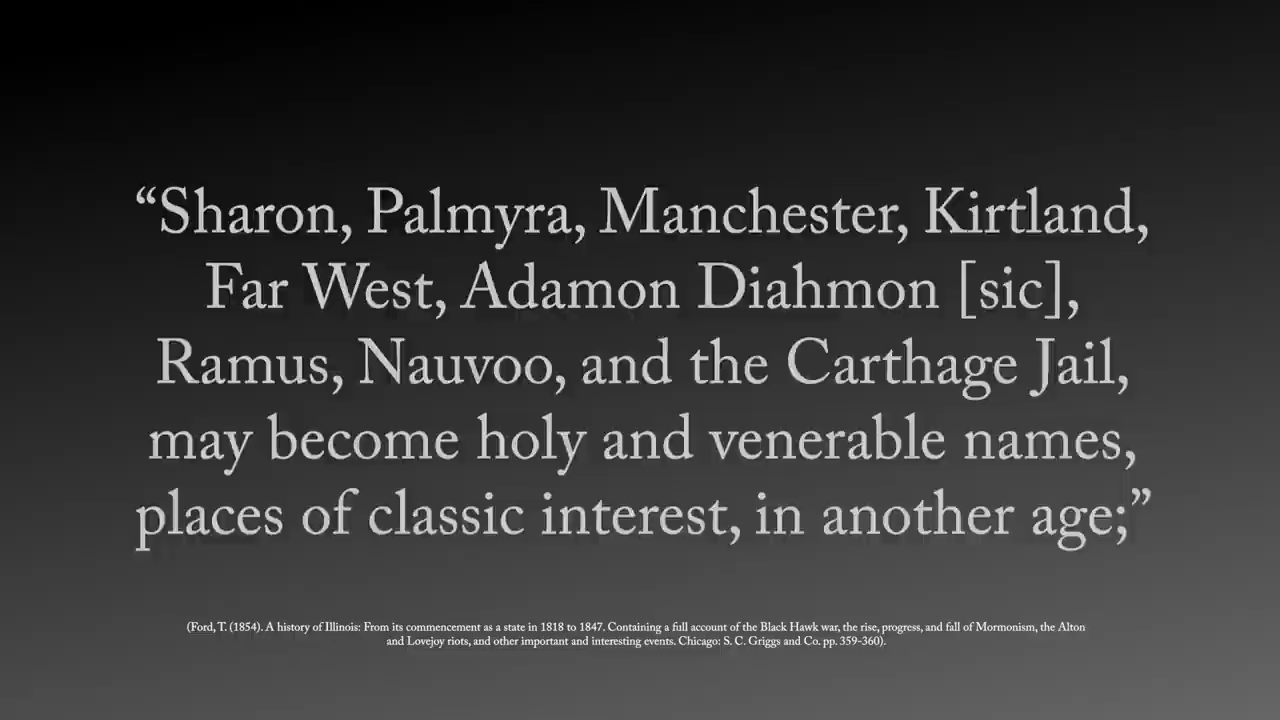 “Sharon, Palmyra, Manchester, Kirtland,
Far West, Adamon Diahmon [sic],
Ramus, Nauvoo, and the Carthage Jail,
may become holy and venerable names,
places of classic interest, in another age;”
(Ford, T. (1854). A history of Illinois: From its commencement as a state in 1818 to 1847. Containing a full account of the Black Hawk war, the rise, progress, and fall of Mormonism, the Alton
and Lovejoy riots, and other important and interesting events. Chicago: S. C. Griggs and Co. pp. 359-360).